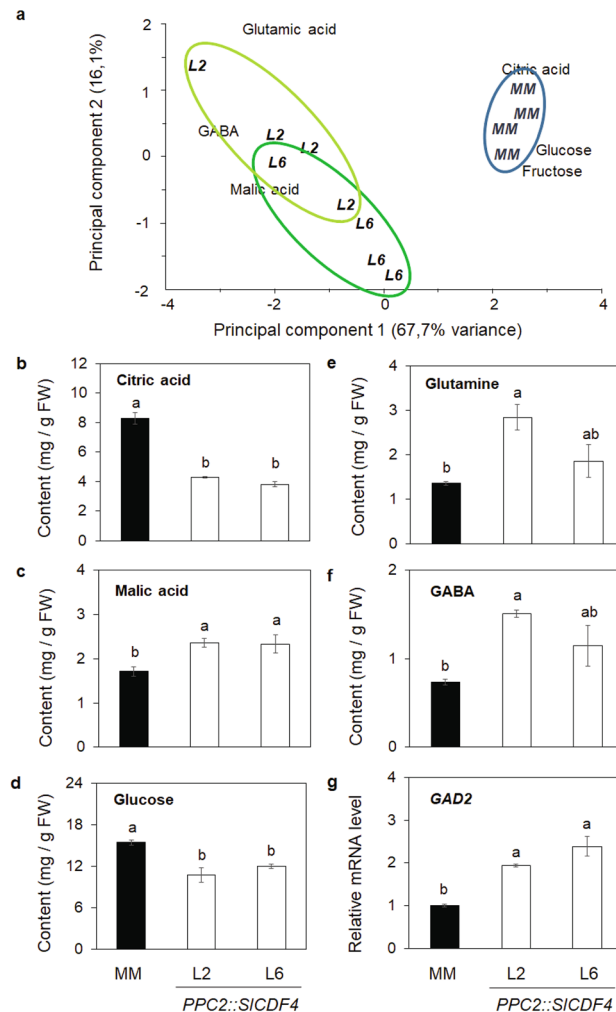 a
Principal component 2 (16,1%)
2
1
0
-1
-2
Glutamic acid
L2
Citric acid
MM
MM
MM
MM
GABA
L2
L2
L6
Glucose
Fructose
Malic acid
L2
L6
L6
L6
-4
-2
0
2
4
Principal component 1 (67,7% variance)
b
Citric acid
Content (mg / g FW)
12
10
8
6
4
2
0
a
b
b
e
Glutamine
Content (mg / g FW)
4
3
2
1
0
b
a
ab
c
Malic acid
Content (mg / g FW)
4
3
2
1
0
b
a
a
f
GABA
Content (mg / g FW)
2
1
0
b
a
ab
d
Glucose
Content (mg / g FW)
24
18
12
6
0
a
b
b
MM
L2
L6
PPC2::SlCDF4
g
GAD2
Relative mRNA level
4
3
2
1
0
b
a
a
MM
L2
L6
PPC2::SlCDF4